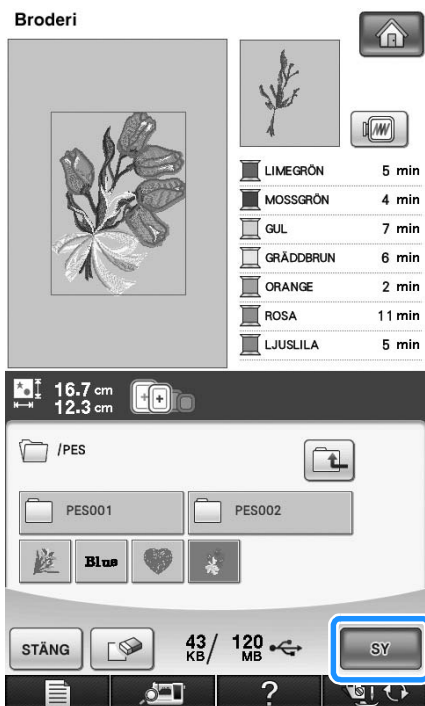 Broderi
LIMEGRÖN 5 min
MOSSGRÖN 4 min
GUL 7 min
GRÄDDBRUN 6 min
ORANGE 2 min
ROSA 11 min
LJUSLILA 5 min
16.7 cm
12.3 cm
/PES
PES001 PES002
Blue
STÄNG 43 KB/ 120 MB SY
?